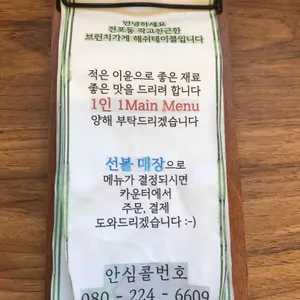 안녕하세요
전포동 작고친근한
브런치가게 해쉬테이블입니다
적은 이윤으로 좋은 재료
좋은 맛을 드리려 합니다
1인 1Main Menu
양해 부탁드리겠습니다
선불 매장으로
메뉴가 결정되시면
카운터에서
주문, 결제
도와드리겠습니다 :-)
안심콜번호
080 - 224 - 6609